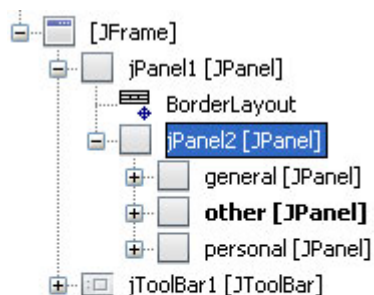 [JFrame]
jPanel1 [JPanel]
BorderLayout
jPanel2 [JPanel]
general [JPanel]
other [JPanel]
personal [JPanel]
jToolBar1 [JToolBar]